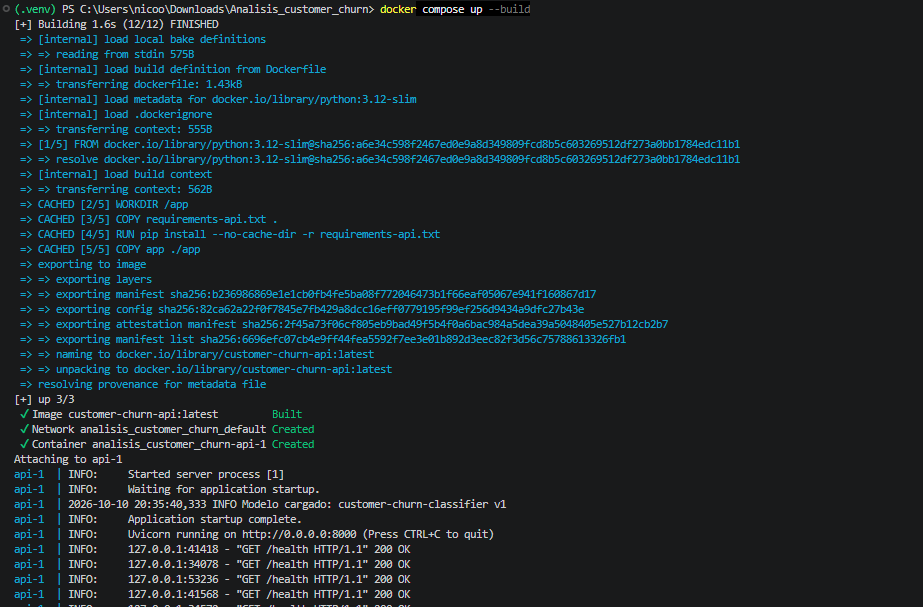 (.venv) PS C:\Users\nicoo\Downloads\Analisis_customer_churn> docker compose up --build
[+] Building 1.6s (12/12) FINISHED
=> [internal] load local bake definitions
=> => reading from stdin 575B
=> [internal] load build definition from Dockerfile
=> => transferring dockerfile: 1.43kB
=> [internal] load metadata for docker.io/library/python:3.12-slim
=> [internal] load .dockerignore
=> => transferring context: 555B
=> [1/5] FROM docker.io/library/python:3.12-slim@sha256:a6e34c598f2467ed0e9a8d349809fcd8b5c603269512df273a0bb1784edc11b1
=> => resolve docker.io/library/python:3.12-slim@sha256:a6e34c598f2467ed0e9a8d349809fcd8b5c603269512df273a0bb1784edc11b1
=> [internal] load build context
=> => transferring context: 562B
=> CACHED [2/5] WORKDIR /app
=> CACHED [3/5] COPY requirements-api.txt .
=> CACHED [4/5] RUN pip install --no-cache-dir -r requirements-api.txt
=> CACHED [5/5] COPY app ./app
=> exporting to image
=> => exporting layers
=> => exporting manifest sha256:b236986869e1e1cb0fb4fe5ba08f772046473b1f66eaf05067e941f160867d17
=> => exporting config sha256:82ca62a22f0f7845e7fb429a8dcc16eff0779195f99ef256d9434a9dfc27b43e
=> => exporting attestation manifest sha256:2f45a73f06cf805eb9bad49f5b4f0a6bac984a5dea39a5048405e527b12cb2b7
=> => exporting manifest list sha256:6696efc07cb4e9ff44fea5592f7ee3e01b892d3eec82f3d56c75788613326fb1
=> => naming to docker.io/library/customer-churn-api:latest
=> => unpacking to docker.io/library/customer-churn-api:latest
=> resolving provenance for metadata file
[+] up 3/3
✓ Image customer-churn-api:latest Built
✓ Network analisis_customer_churn_default Created
✓ Container analisis_customer_churn-api-1 Created
Attaching to api-1
api-1 | INFO: Started server process [1]
api-1 | INFO: Waiting for application startup.
api-1 | 2026-10-10 20:35:40,333 INFO Modelo cargado: customer-churn-classifier v1
api-1 | INFO: Application startup complete.
api-1 | INFO: Uvicorn running on http://0.0.0.0:8000 (Press CTRL+C to quit)
api-1 | INFO: 127.0.0.1:41418 - "GET /health HTTP/1.1" 200 OK
api-1 | INFO: 127.0.0.1:34078 - "GET /health HTTP/1.1" 200 OK
api-1 | INFO: 127.0.0.1:53236 - "GET /health HTTP/1.1" 200 OK
api-1 | INFO: 127.0.0.1:41568 - "GET /health HTTP/1.1" 200 OK